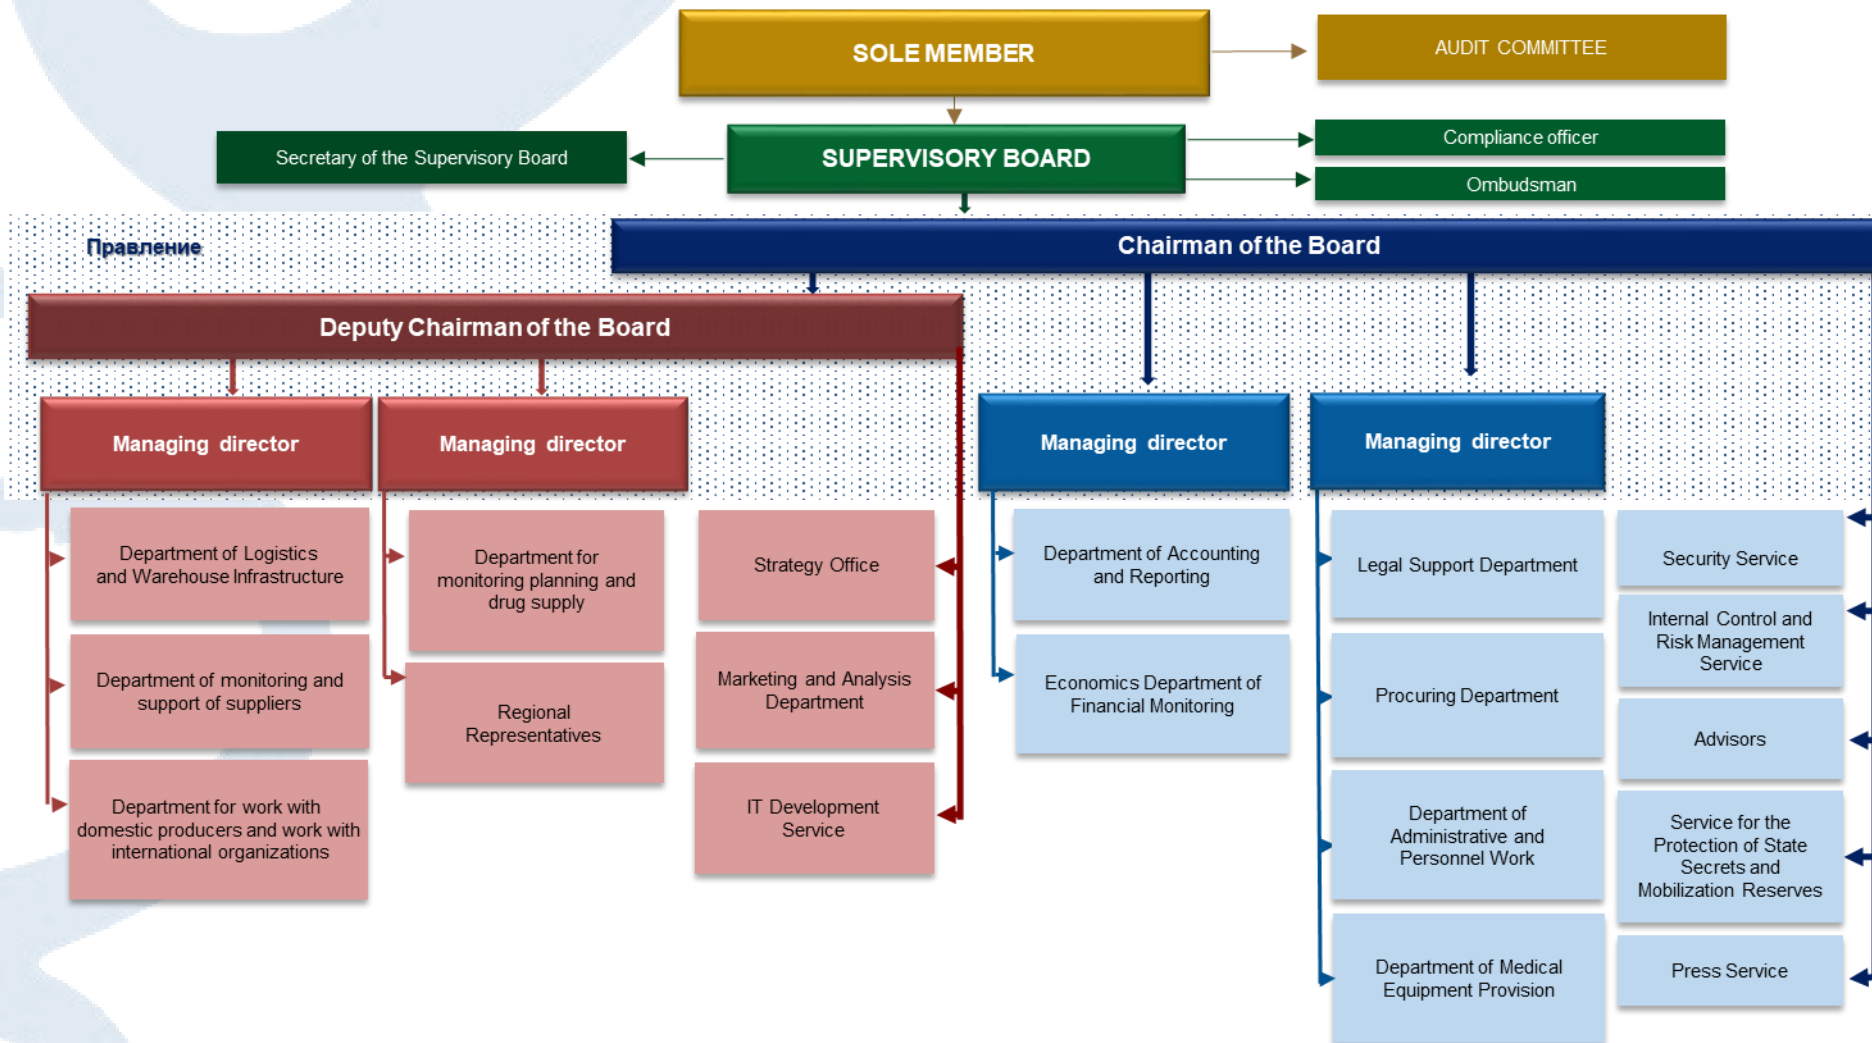 SOLE MEMBER
AUDIT COMMITTEE
Secretary of the Supervisory Board
SUPERVISORY BOARD
Compliance officer
Ombudsman
Правление
Chairman of the Board
Deputy Chairman of the Board
Managing director
Managing director
Managing director
Managing director
Department of Logistics
and Warehouse Infrastructure
Department of monitoring and
support of suppliers
Department for work with
domestic producers and work with
international organizations
Department for
monitoring planning and
drug supply
Regional
Representatives
Strategy Office
Marketing and Analysis
Department
IT Development
Service
Department of Accounting
and Reporting
Economics Department of
Financial Monitoring
Legal Support Department
Procuring Department
Department of
Administrative and
Personnel Work
Department of Medical
Equipment Provision
Security Service
Internal Control and
Risk Management
Service
Advisors
Service for the
Protection of State
Secrets and
Mobilization Reserves
Press Service